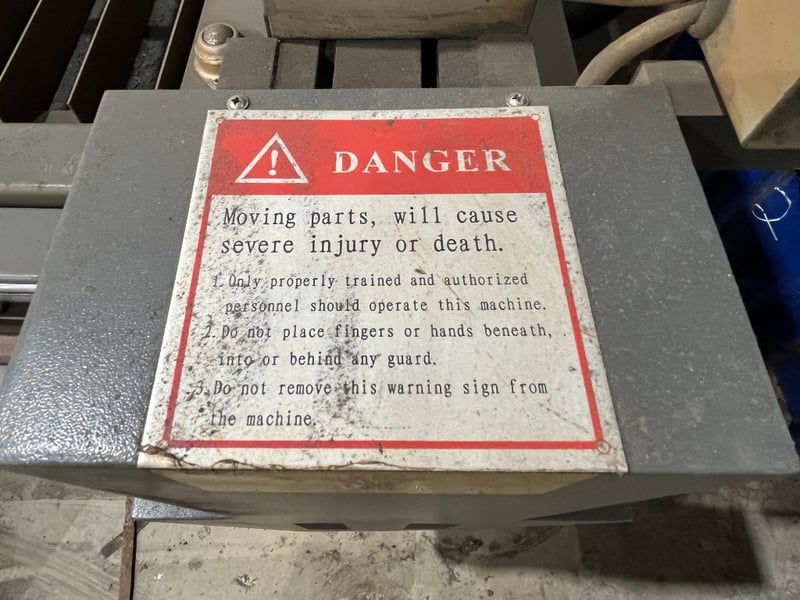 DANGER
Moving parts, will cause
severe injury or death.
1. Only properly trained and authorized
personnel should operate this machine.
2. Do not place fingers or hands beneath,
into or behind any guard.
3. Do not remove this warning sign from
the machine.